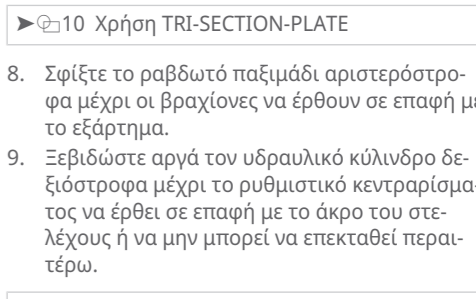 ➤ 10 Χρήση TRI-SECTION-PLATE
8. Σφίξτε το ραβδωτό παξιμάδι αριστερόστρο-
φα μέχρι οι βραχίονες να έρθουν σε επαφή με
το εξάρτημα.
9. Ξεβιδώστε αργά τον υδραυλικό κύλινδρο δε-
ξιόστροφα μέχρι το ρυθμιστικό κεντραρίσμα-
τος να έρθει σε επαφή με το άκρο του στε-
λέχους ή να μην μπορεί να επεκταθεί περαι-
τέρω.